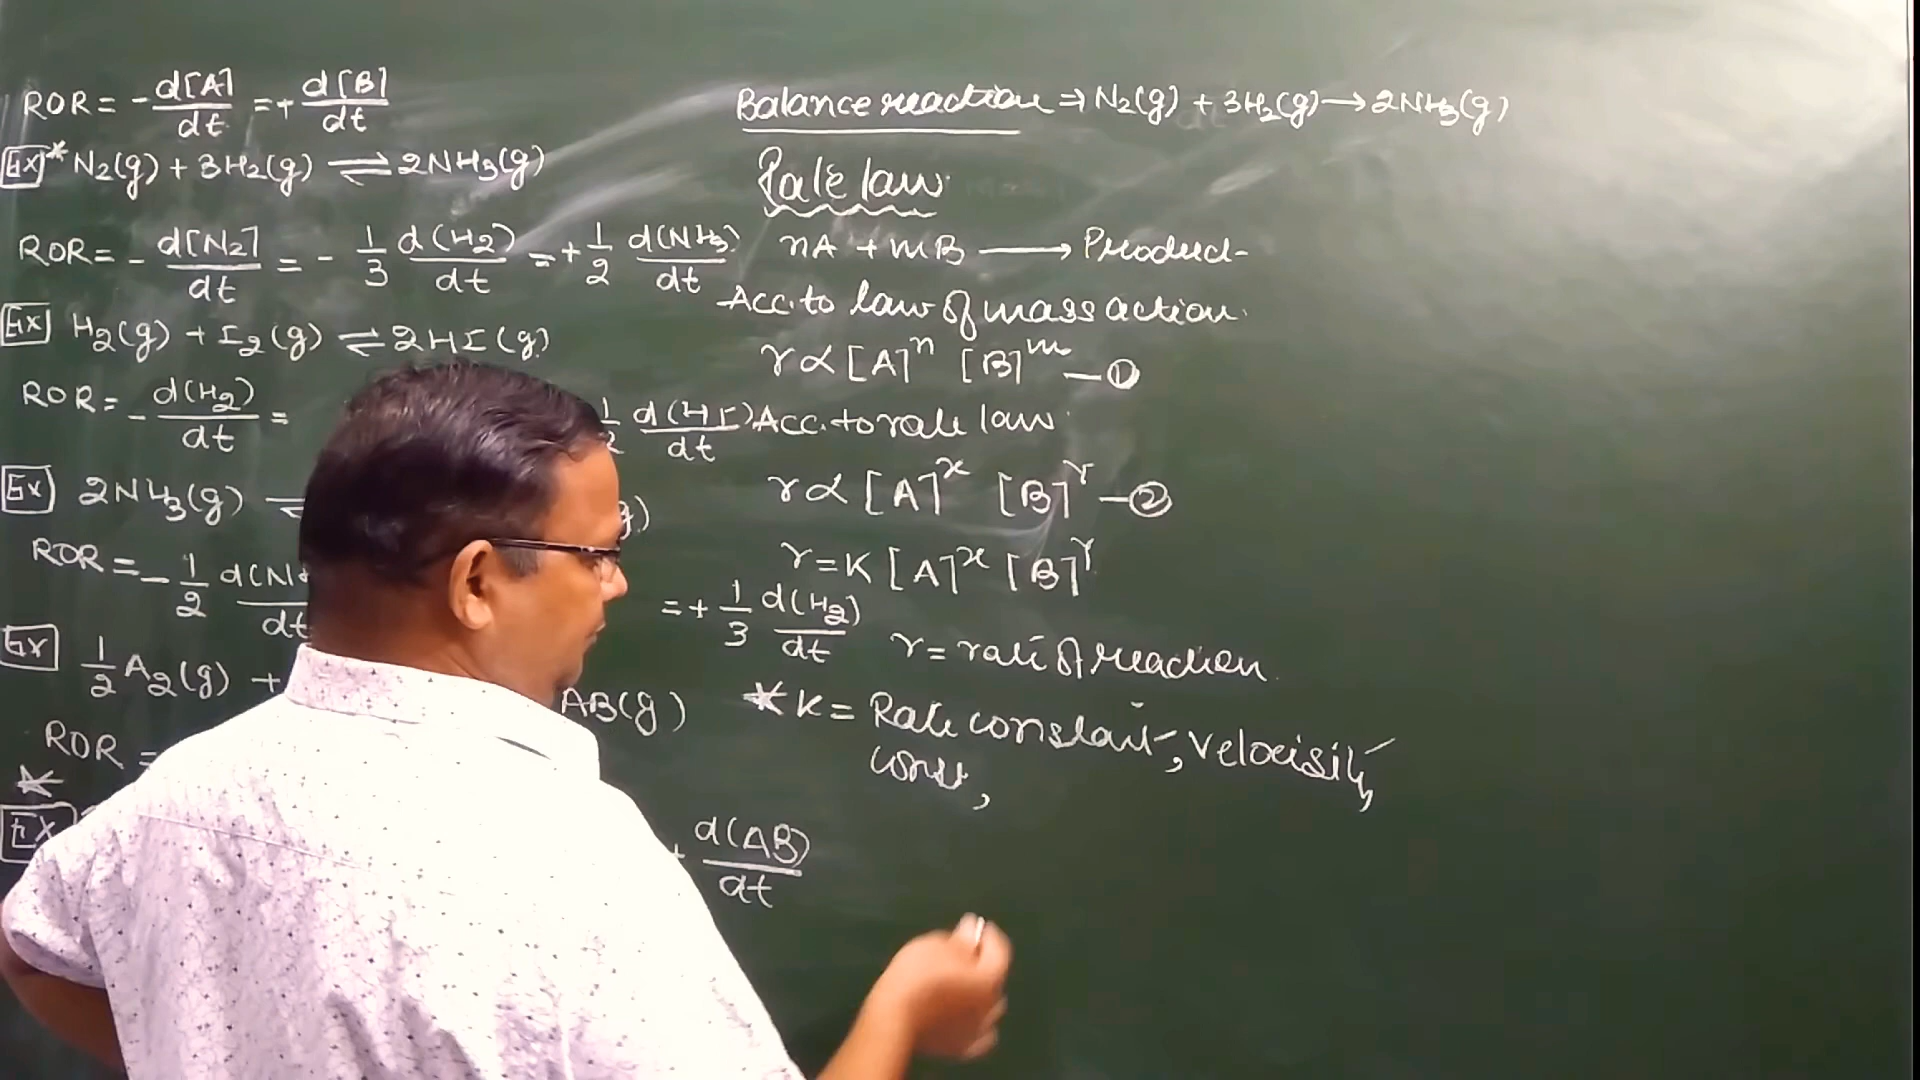 ROR = - d[A]/dt = + d[B]/dt
Ex * N₂(g) + 3H₂(g) ⇌ 2NH₃(g)
ROR = - d[N₂]/dt = - 1/3 d(H₂)/dt = + 1/2 d(NH₃)/dt
Ex H₂(g) + I₂(g) ⇌ 2HI(g)
ROR = - d(H₂)/dt = 1/2 d(HI)/dt
Ex 2NH₃(g) ⇌ g)
ROR = - 1/2 d(N dt = + 1/3 d(H₂)/dt
Ex 1/2 A₂(g) + AB(g)
ROR =
*
Ex + d(AB)/dt
Balance reaction ⇒ N₂(g) + 3H₂(g) → 2NH₃(g)
Rate law
nA + mB ⟶ Product
Acc. to law of mass action.
r ∝ [A]ⁿ [B]ᵐ — ①
Acc. to rate law
r ∝ [A]ˣ [B]ʸ — ②
r = K [A]ˣ [B]ʸ
r = rate of reaction.
* K = Rate constant, Velocisity
const,